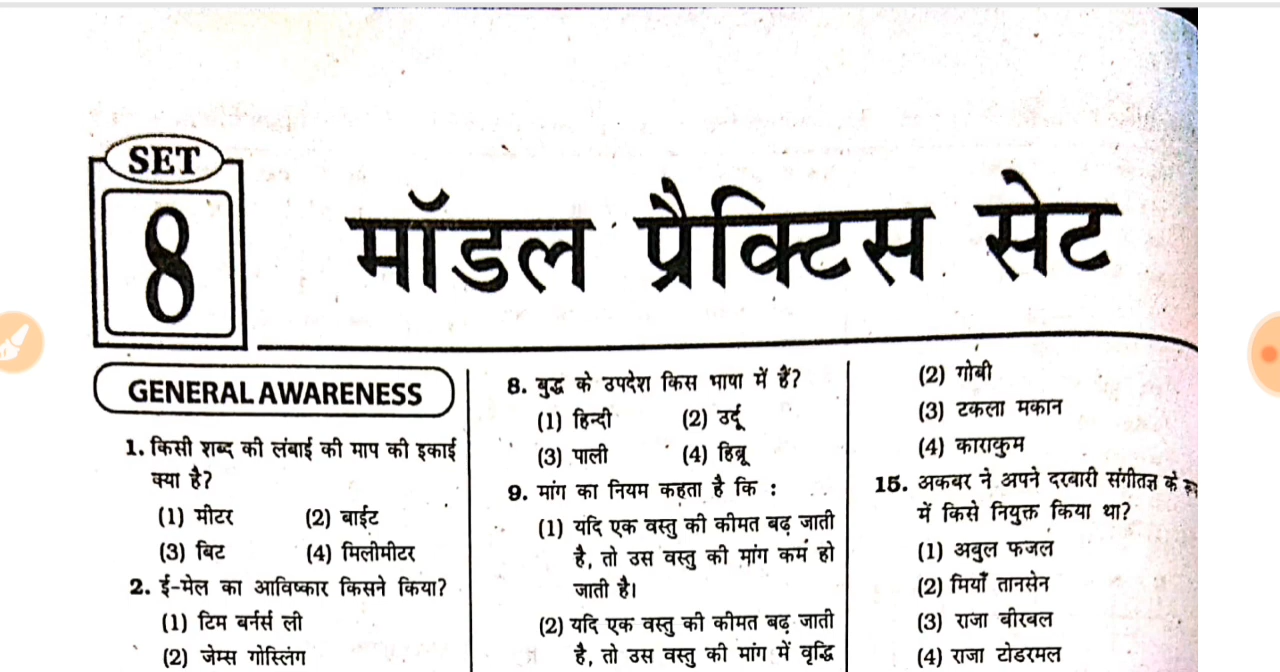 SET
8
मॉडल प्रैक्टिस सेट
GENERAL AWARENESS
1. किसी शब्द की लंबाई की माप की इकाई
क्या है?
(1) मीटर (2) बाईट
(3) बिट (4) मिलीमीटर
2. ई-मेल का आविष्कार किसने किया?
(1) टिम बर्नर्स ली
(2) जेम्स गोस्लिंग
8. बुद्ध के उपदेश किस भाषा में हैं?
(1) हिन्दी (2) उर्दू
(3) पाली (4) हिब्रू
9. मांग का नियम कहता है कि :
(1) यदि एक वस्तु की कीमत बढ़ जाती
है, तो उस वस्तु की मांग कम हो
जाती है।
(2) यदि एक वस्तु की कीमत बढ़ जाती
है, तो उस वस्तु की मांग में वृद्धि
(2) गोबी
(3) टकला मकान
(4) काराकुम
15. अकबर ने अपने दरबारी संगीतज्ञ के
में किसे नियुक्त किया था?
(1) अबुल फजल
(2) मियाँ तानसेन
(3) राजा बीरबल
(4) राजा टोडरमल